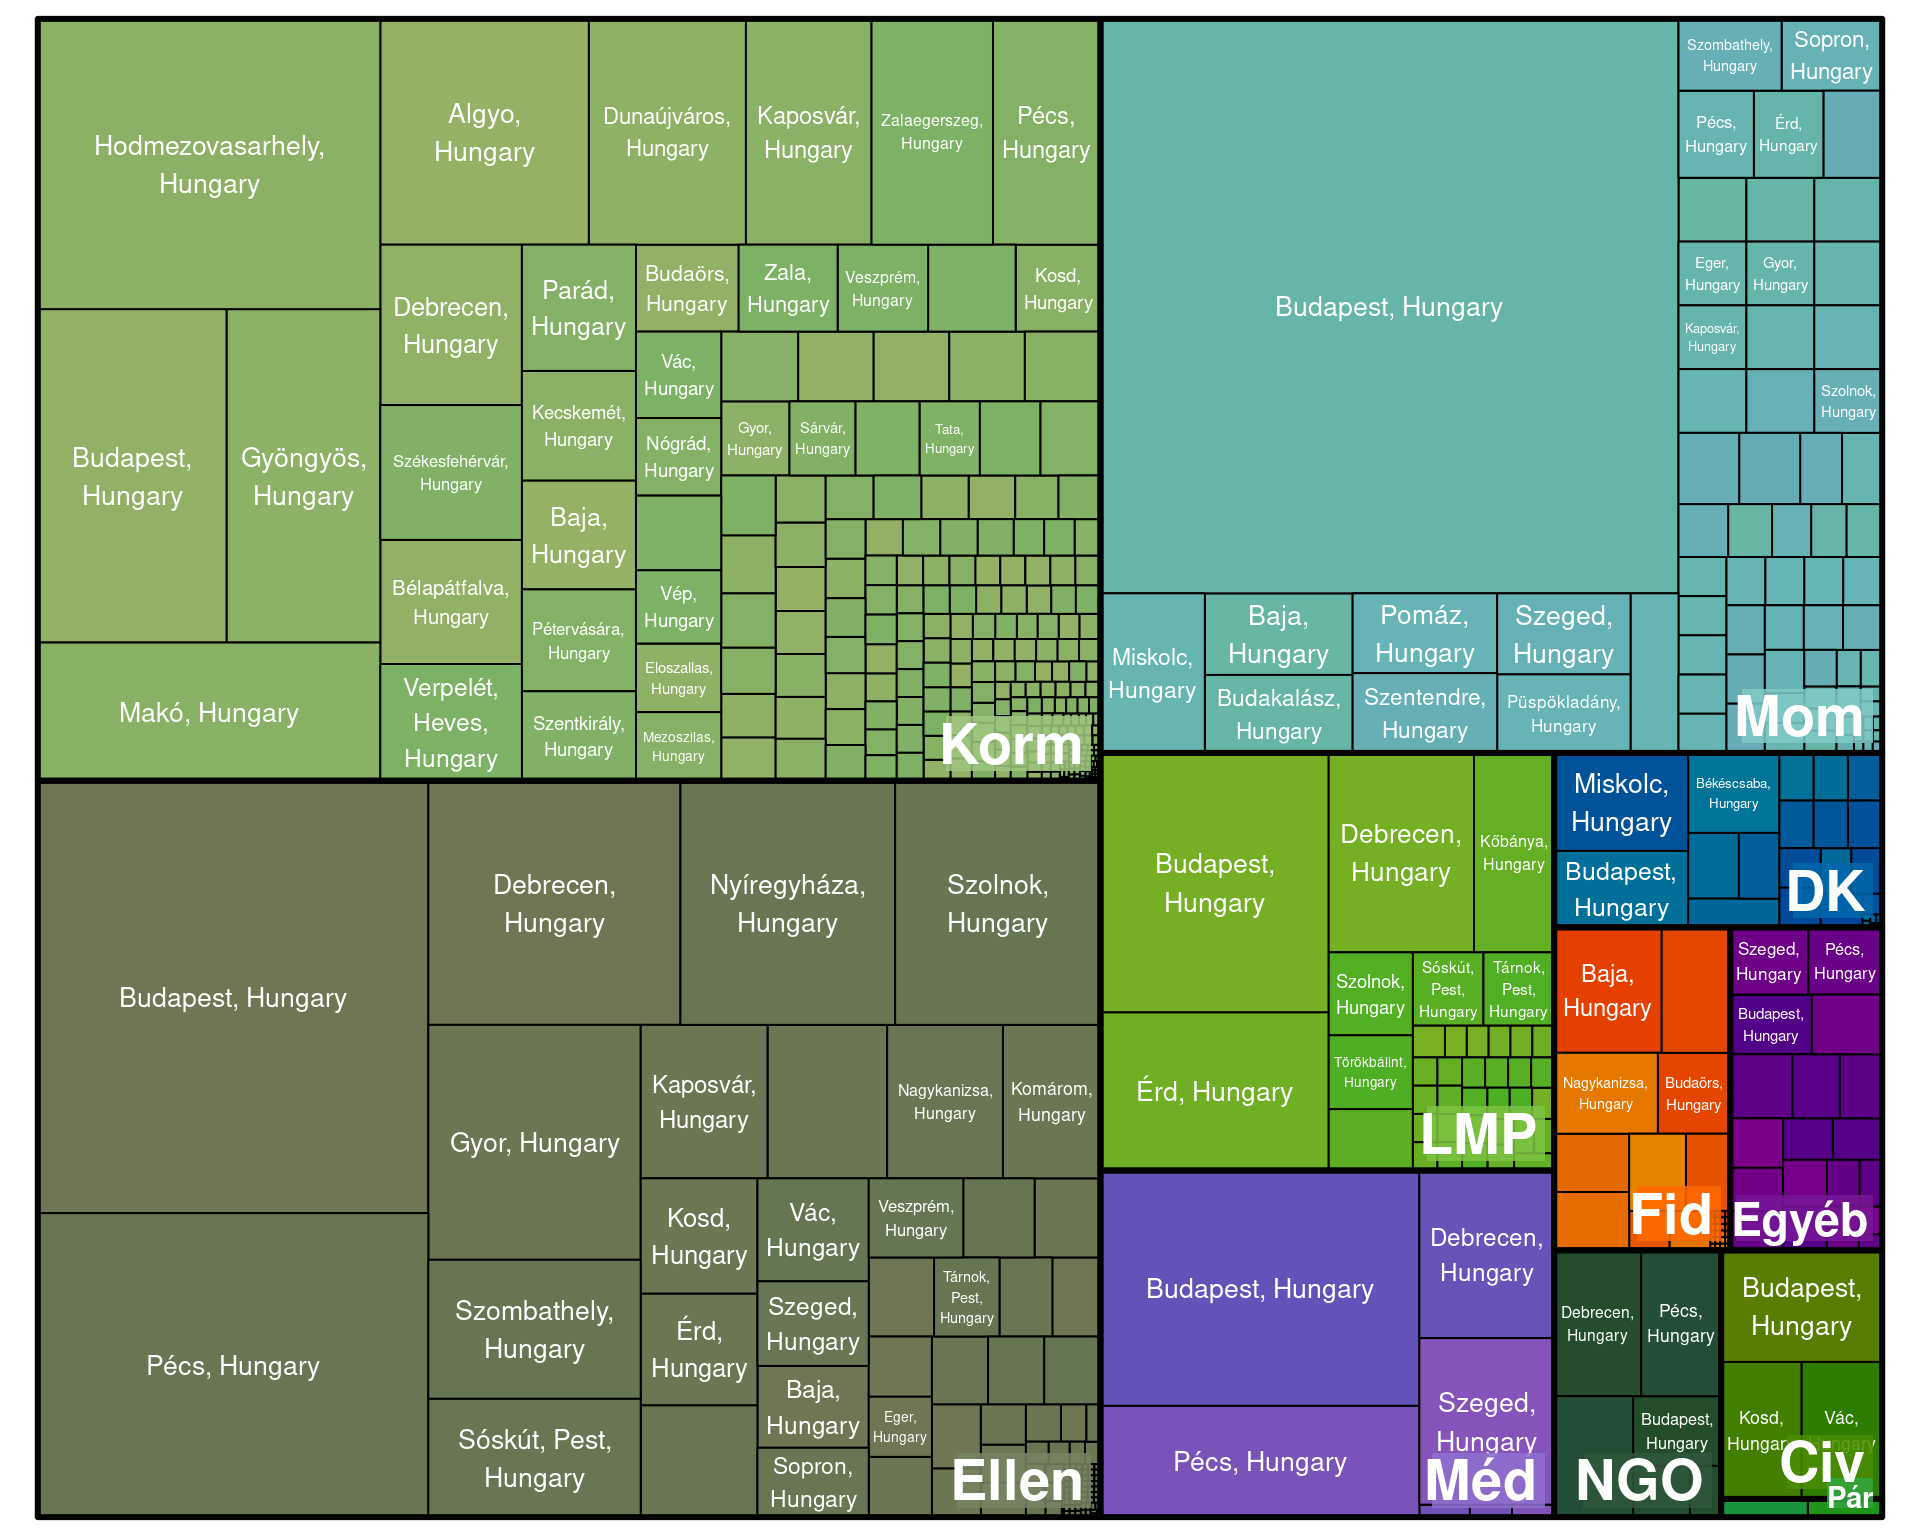 Hodmezovasarhely,
Hungary
Algyo,
Hungary
Dunaújváros,
Hungary
Kaposvár,
Hungary
Zalaegerszeg,
Hungary
Pécs,
Hungary
Budapest,
Hungary
Gyöngyös,
Hungary
Makó, Hungary
Debrecen,
Hungary
Székesfehérvár,
Hungary
Bélapátfalva,
Hungary
Verpelét,
Heves,
Hungary
Parád,
Hungary
Kecskemét,
Hungary
Baja,
Hungary
Pétervására,
Hungary
Szentkirály,
Hungary
Budaörs,
Hungary
Zala,
Hungary
Veszprém,
Hungary
Kosd,
Hungary
Vác,
Hungary
Nógrád,
Hungary
Vép,
Hungary
Eloszallas,
Hungary
Mezoszilas,
Hungary
Gyor,
Hungary
Sárvár,
Hungary
Tata,
Hungary
Korm
Budapest, Hungary
Szombathely,
Hungary
Sopron,
Hungary
Pécs,
Hungary
Érd,
Hungary
Eger,
Hungary
Gyor,
Hungary
Kaposvár,
Hungary
Szolnok,
Hungary
Miskolc,
Hungary
Baja,
Hungary
Budakalász,
Hungary
Pomáz,
Hungary
Szentendre,
Hungary
Szeged,
Hungary
Püspökladány,
Hungary
Mom
Budapest, Hungary
Pécs, Hungary
Debrecen,
Hungary
Nyíregyháza,
Hungary
Szolnok,
Hungary
Gyor, Hungary
Szombathely,
Hungary
Sóskút, Pest,
Hungary
Kaposvár,
Hungary
Nagykanizsa,
Hungary
Komárom,
Hungary
Kosd,
Hungary
Érd,
Hungary
Vác,
Hungary
Szeged,
Hungary
Baja,
Hungary
Sopron,
Hungary
Veszprém,
Hungary
Tárnok,
Pest,
Hungary
Eger,
Hungary
Ellen
Budapest,
Hungary
Érd, Hungary
Debrecen,
Hungary
Kőbánya,
Hungary
Szolnok,
Hungary
Törökbálint,
Hungary
Sóskút,
Pest,
Hungary
Tárnok,
Pest,
Hungary
LMP
Budapest, Hungary
Pécs, Hungary
Debrecen,
Hungary
Szeged,
Hungary
Méd
Miskolc,
Hungary
Budapest,
Hungary
Békéscsaba,
Hungary
DK
Baja,
Hungary
Nagykanizsa,
Hungary
Budaörs,
Hungary
Fid
Szeged,
Hungary
Pécs,
Hungary
Budapest,
Hungary
Egyéb
Debrecen,
Hungary
Pécs,
Hungary
Budapest,
Hungary
NGO
Budapest,
Hungary
Kosd,
Hungary
Vác,
Hungary
Civ
Pár